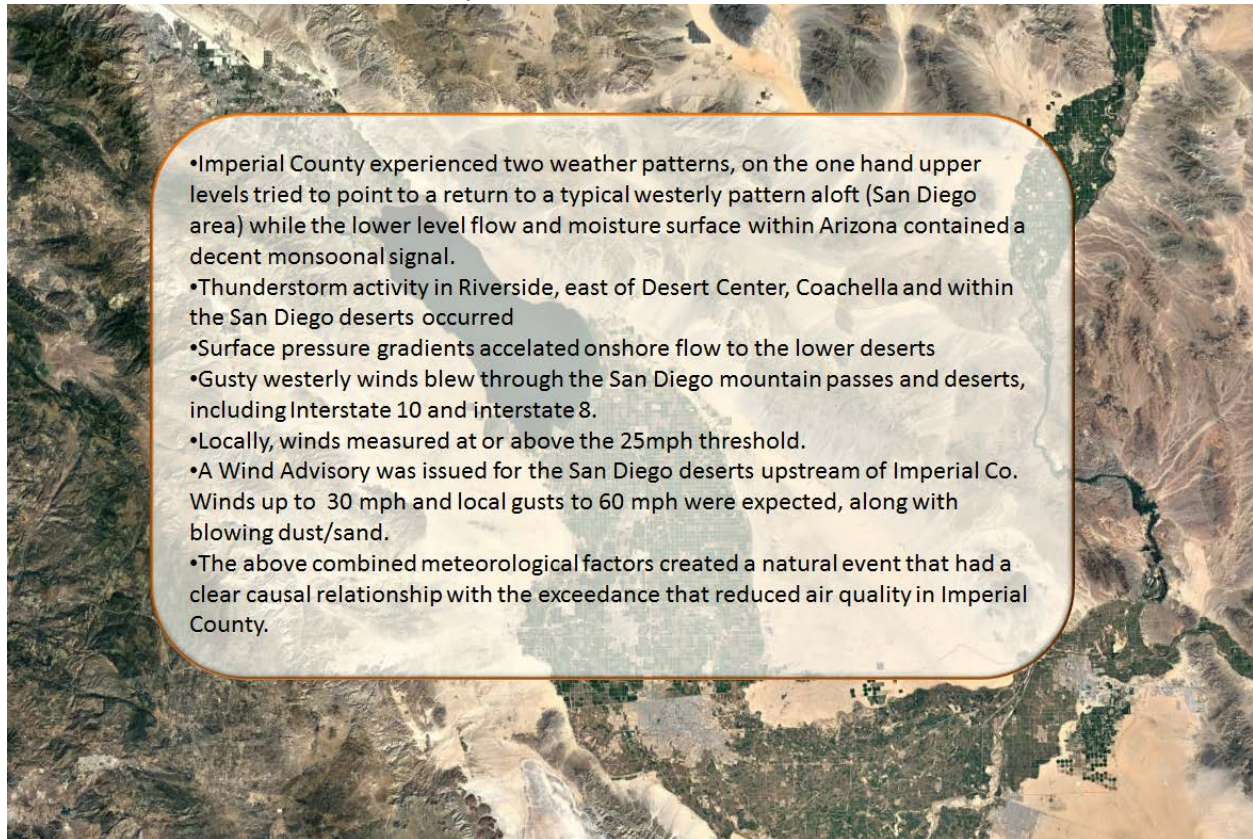 •Imperial County experienced two weather patterns, on the one hand upper
levels tried to point to a return to a typical westerly pattern aloft (San Diego
area) while the lower level flow and moisture surface within Arizona contained a
decent monsoonal signal.
•Thunderstorm activity in Riverside, east of Desert Center, Coachella and within
the San Diego deserts occurred
•Surface pressure gradients accelated onshore flow to the lower deserts
•Gusty westerly winds blew through the San Diego mountain passes and deserts,
including Interstate 10 and interstate 8.
•Locally, winds measured at or above the 25mph threshold.
•A Wind Advisory was issued for the San Diego deserts upstream of Imperial Co.
Winds up to 30 mph and local gusts to 60 mph were expected, along with
blowing dust/sand.
•The above combined meteorological factors created a natural event that had a
clear causal relationship with the exceedance that reduced air quality in Imperial
County.